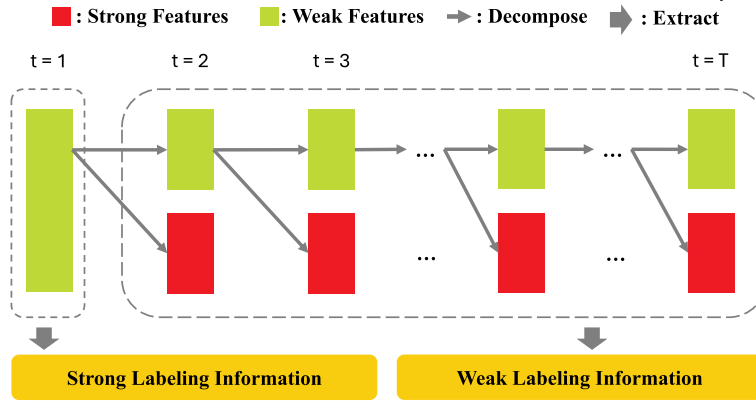 : Strong Features : Weak Features : Decompose : Extract
t = 1 t = 2 t = 3 t = T
... ...
... ...
Strong Labeling Information Weak Labeling Information